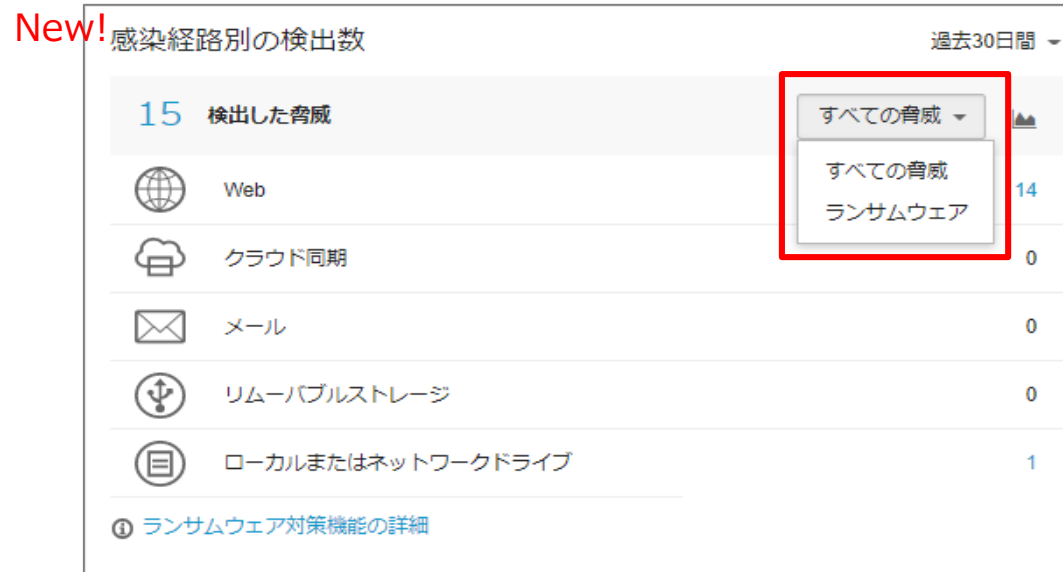 New!
感染経路別の検出数
過去30日間
15 検出した脅威
すべての脅威
すべての脅威
ランサムウェア
Web 14
クラウド同期 0
メール 0
リムーバブルストレージ 0
ローカルまたはネットワークドライブ 1
ランサムウェア対策機能の詳細